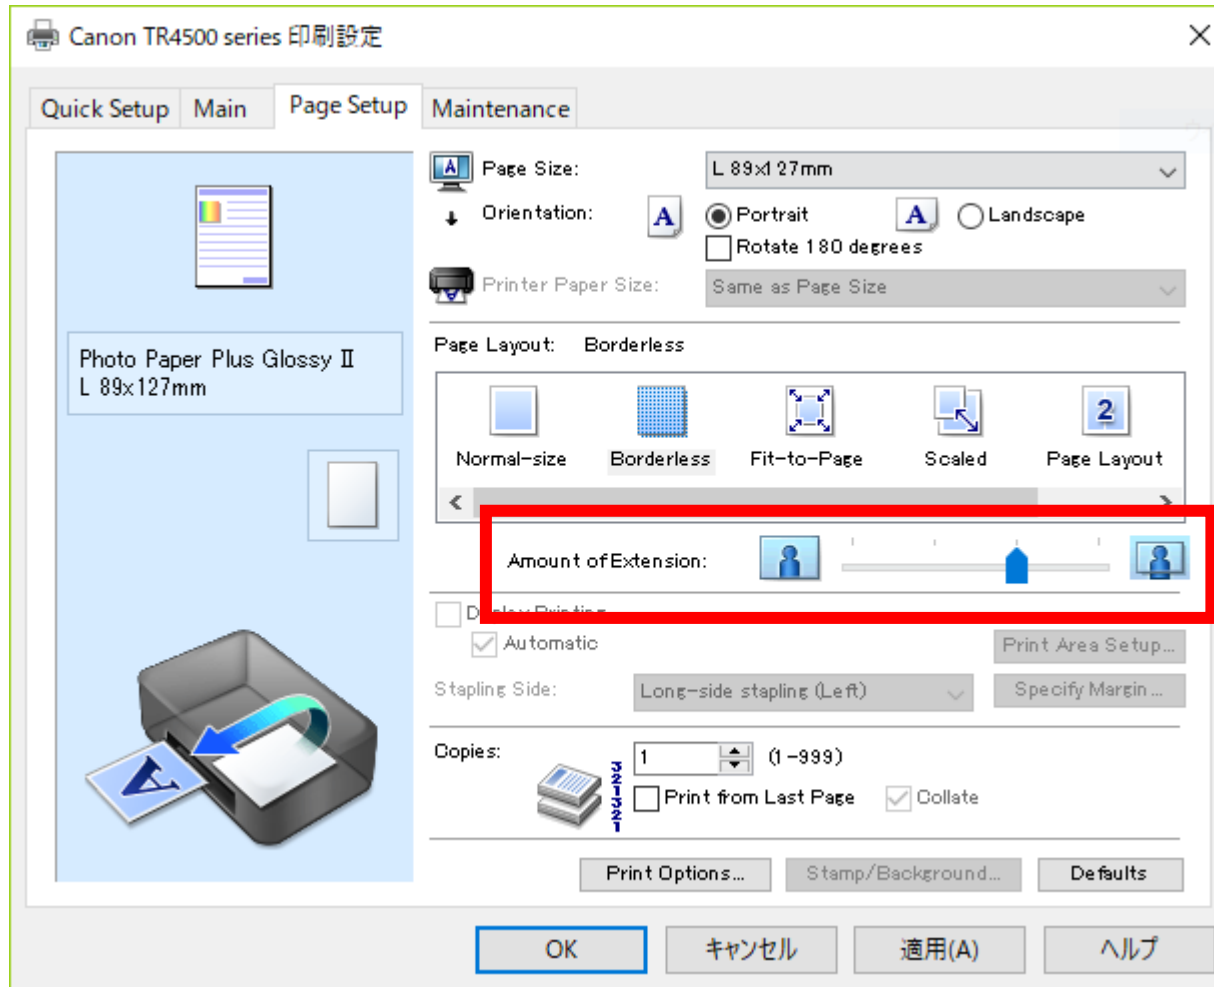 Canon TR4500 series 印刷設定
Quick Setup Main Page Setup Maintenance
Page Size: L 89x127mm
Orientation: A Portrait A Landscape
Rotate 180 degrees
Printer Paper Size: Same as Page Size
Photo Paper Plus Glossy II
L 89x127mm
Page Layout: Borderless
2
Normal-size Borderless Fit-to-Page Scaled Page Layout
Amount of Extension:
Automatic
Print Area Setup...
Stapling Side: Long-side stapling (Left) Specify Margin...
A
Copies: 1 (1-999)
321321
Print from Last Page Collate
Print Options... Stamp/Background... Defaults
OK キャンセル 適用(A) ヘルプ